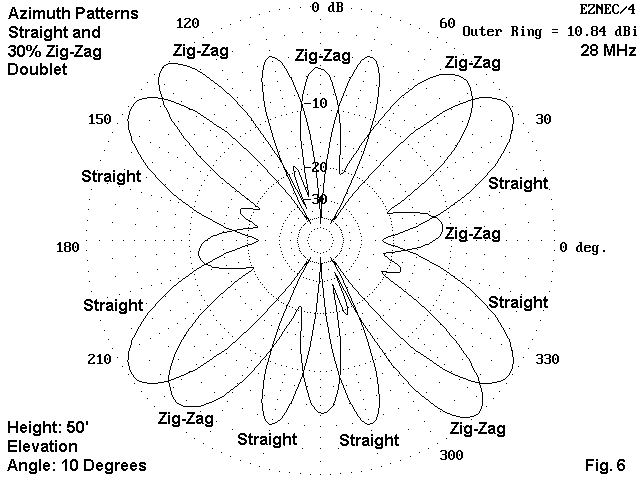 Azimuth Patterns
Straight and
30% Zig-Zag
Doublet
0 dB
EZNEC/4
120
60
Outer Ring = 10.84 dBi
28 MHz
Zig-Zag
Zig-Zag
Zig-Zag
-10
150
30
-20
Straight
Straight
-30
Zig-Zag
180
0 deg.
Straight
Straight
210
330
Zig-Zag
Zig-Zag
Straight
Straight
300
Height: 50'
Elevation
Angle: 10 Degrees
Fig. 6